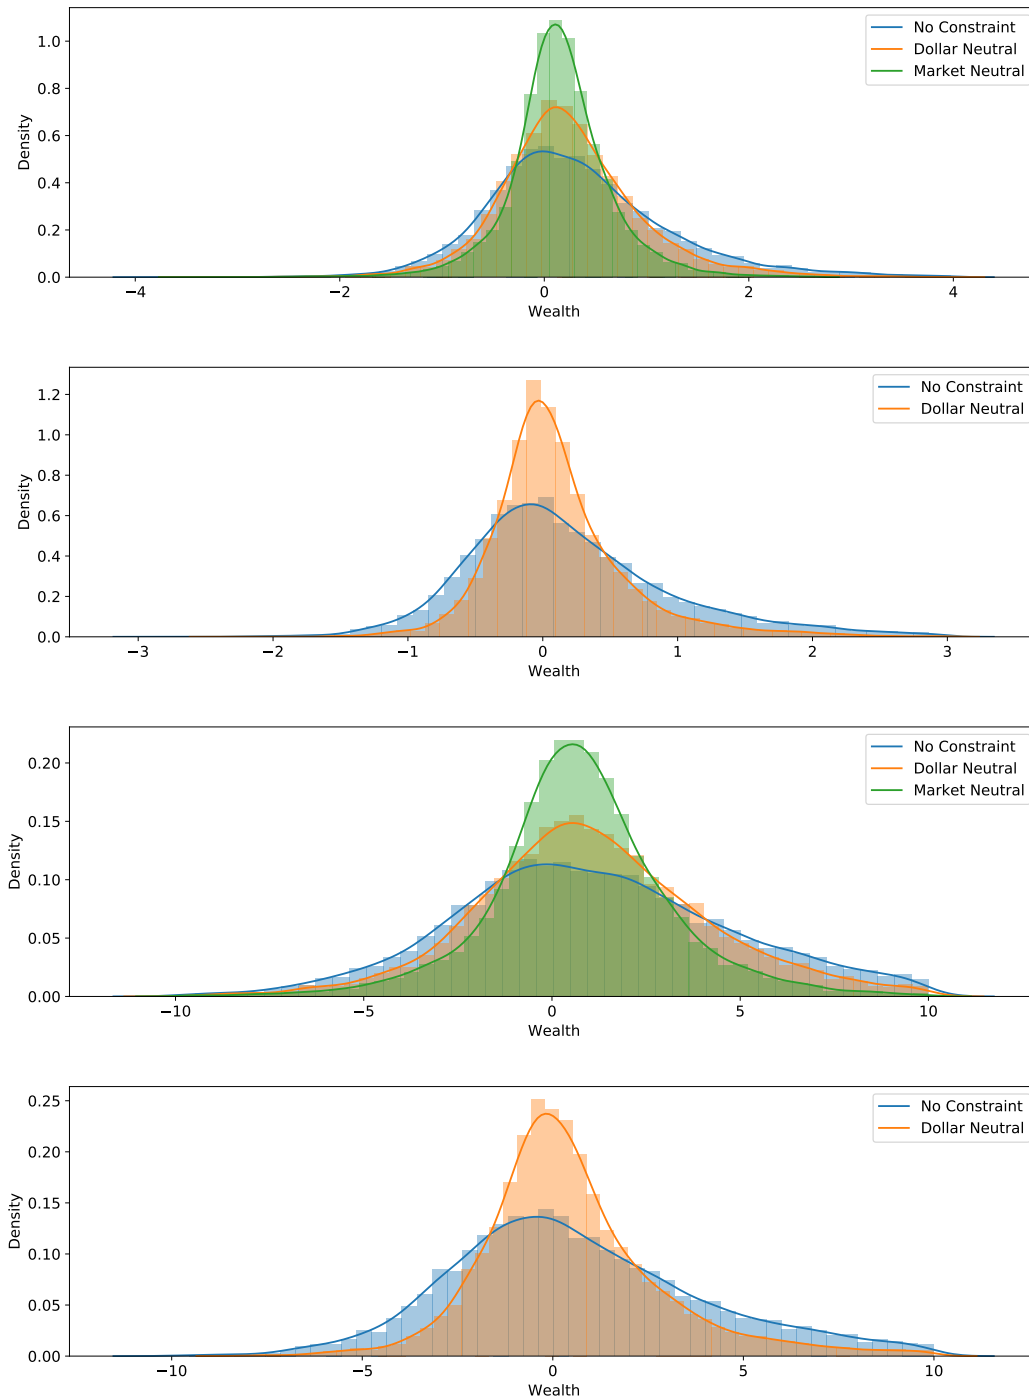 No Constraint
Dollar Neutral
Market Neutral
Density
1.0
0.8
0.6
0.4
0.2
0.0
−4 −2 0 2 4
Wealth
No Constraint
Dollar Neutral
Density
1.2
1.0
0.8
0.6
0.4
0.2
0.0
−3 −2 −1 0 1 2 3
Wealth
No Constraint
Dollar Neutral
Market Neutral
Density
0.20
0.15
0.10
0.05
0.00
−10 −5 0 5 10
Wealth
No Constraint
Dollar Neutral
Density
0.25
0.20
0.15
0.10
0.05
0.00
−10 −5 0 5 10
Wealth